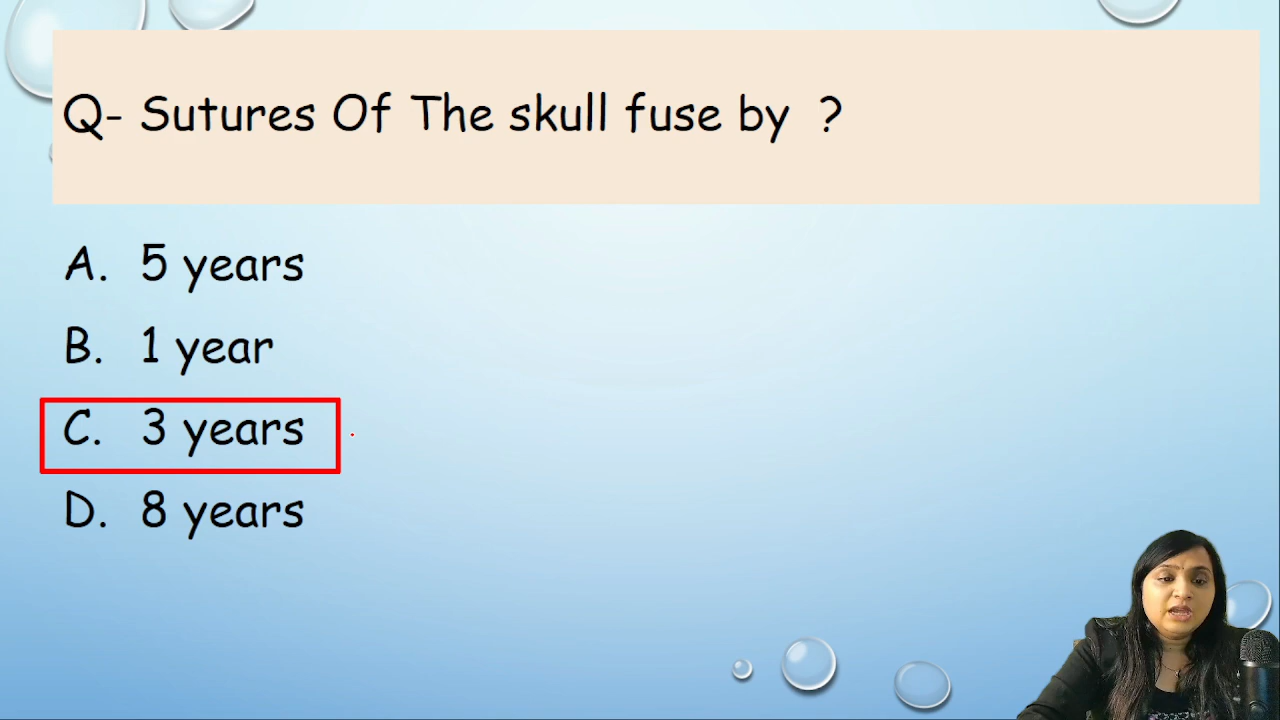 Q- Sutures Of The skull fuse by ?
A. 5 years
B. 1 year
C. 3 years
D. 8 years